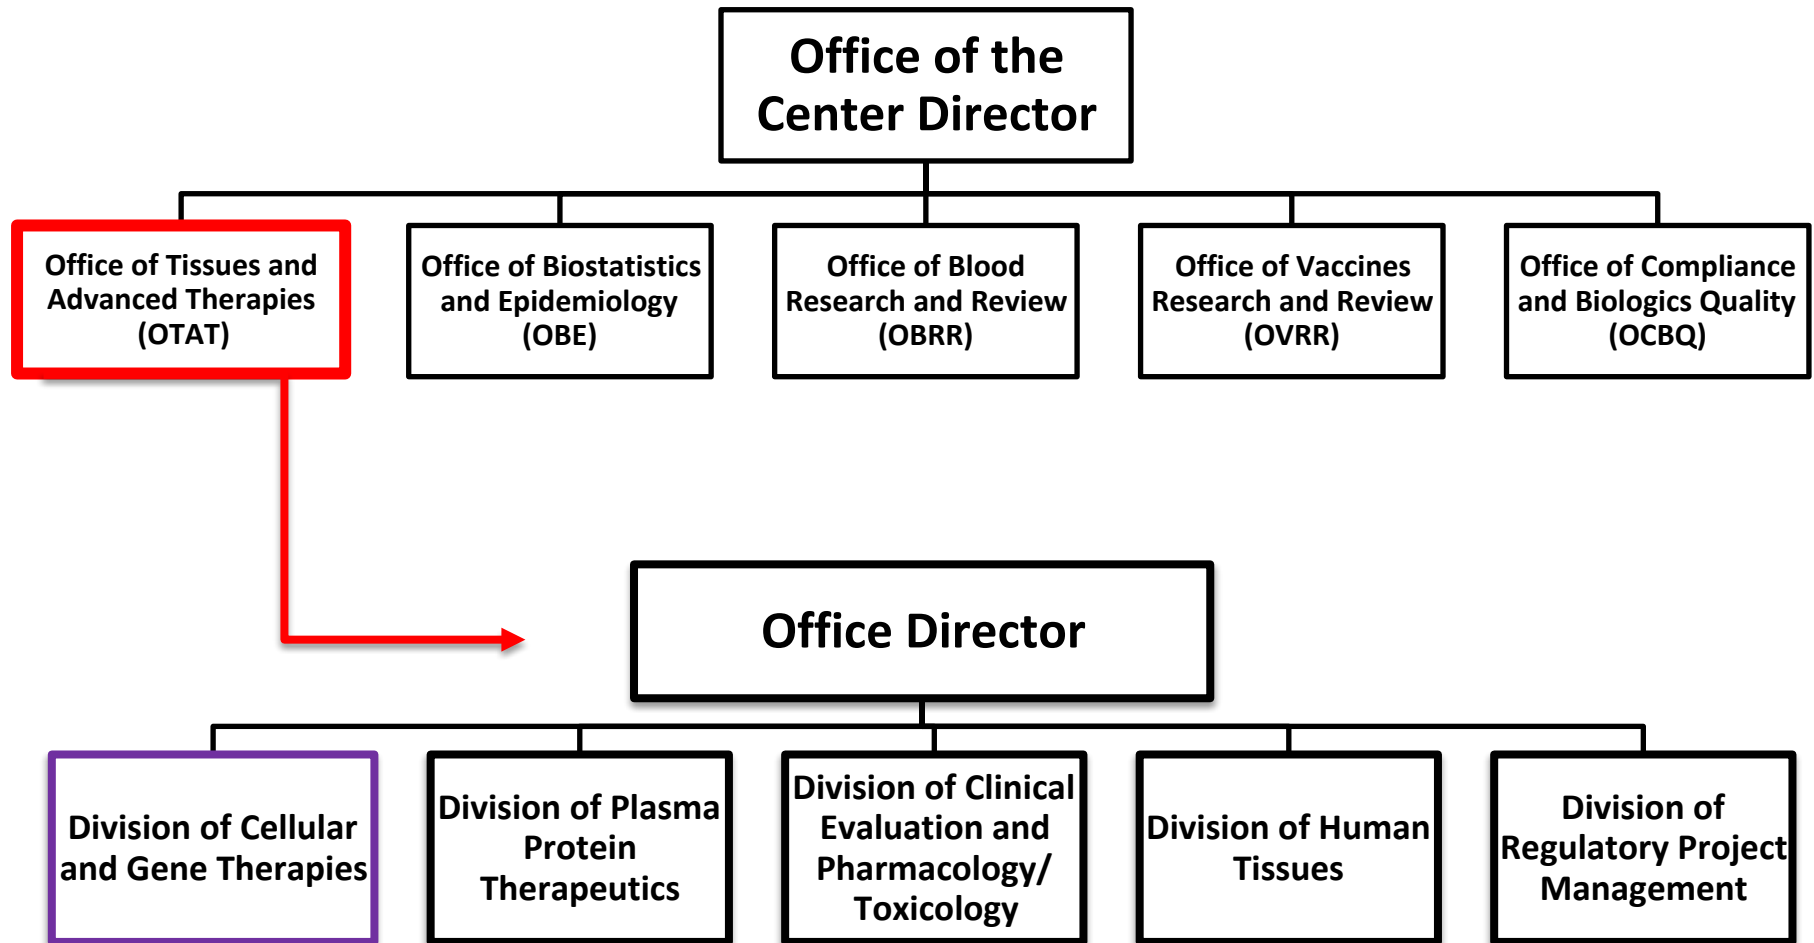 Office of the
Center Director
Office of Tissues and
Advanced Therapies
(OTAT)
Office of Biostatistics
and Epidemiology
(OBE)
Office of Blood
Research and Review
(OBRR)
Office of Vaccines
Research and Review
(OVRR)
Office of Compliance
and Biologics Quality
(OCBQ)
Office Director
Division of Cellular
and Gene Therapies
Division of Plasma
Protein
Therapeutics
Division of Clinical
Evaluation and
Pharmacology/
Toxicology
Division of Human
Tissues
Division of
Regulatory Project
Management